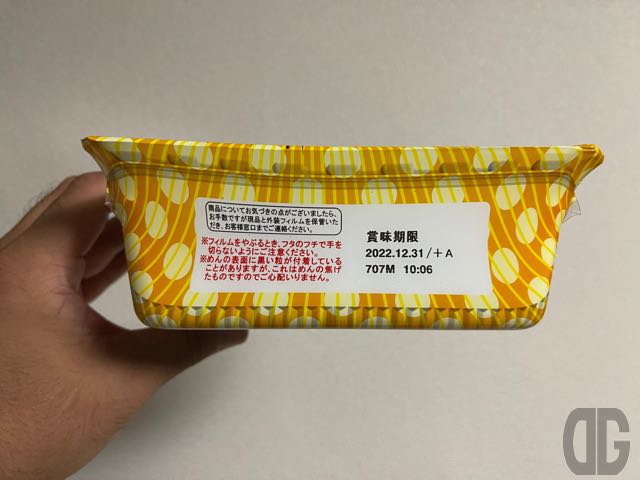 商品についてお気づきの点がございましたら、
お手数ですが現品と外装フィルムを保管いた
だき、お客様窓口までご連絡ください。
※フィルムをやぶるとき、フタのフチで手を
切らないようにご注意ください。
※めんの表面に黒い粒が付着している
ことがありますが、これはめんの焦げ
たものですのでご心配いりません。
賞味期限
2022.12.31/+A
707M 10:06
DG